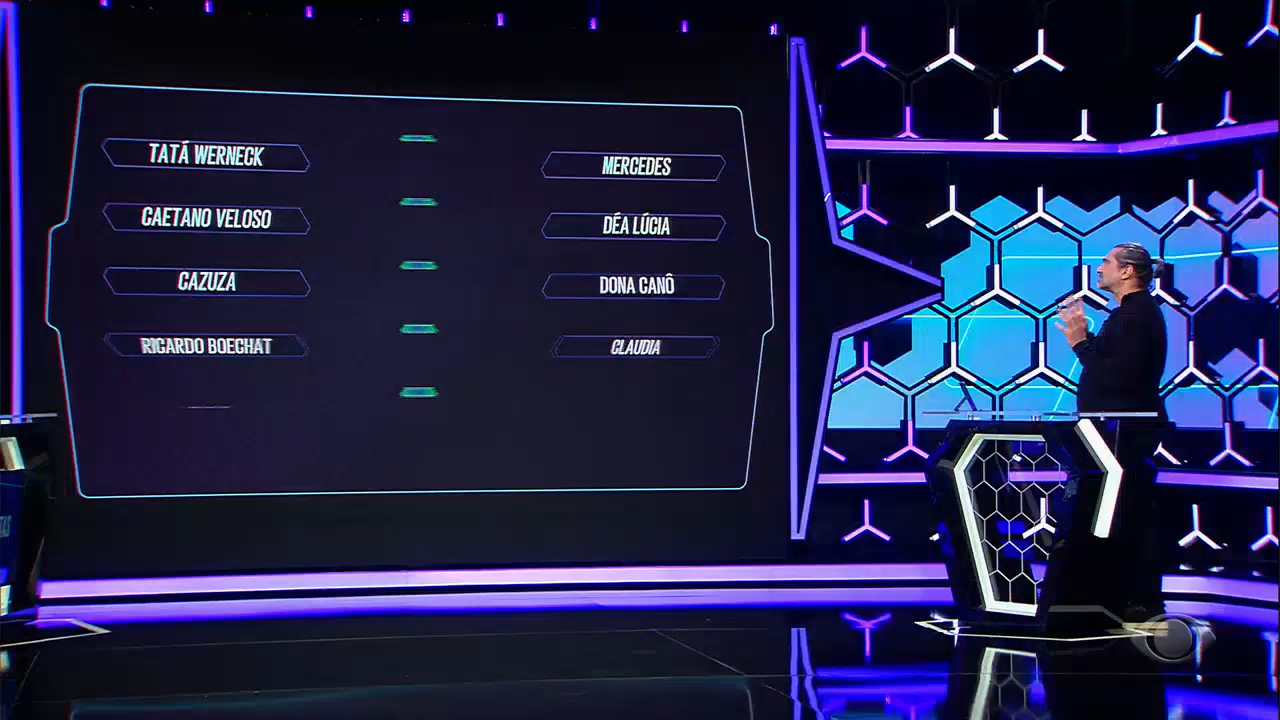 TATÁ WERNECK
MERCEDES
CAETANO VELOSO
DÉA LÚCIA
CAZUZA
DONA CANÔ
RICARDO BOECHAT
CLAUDIA